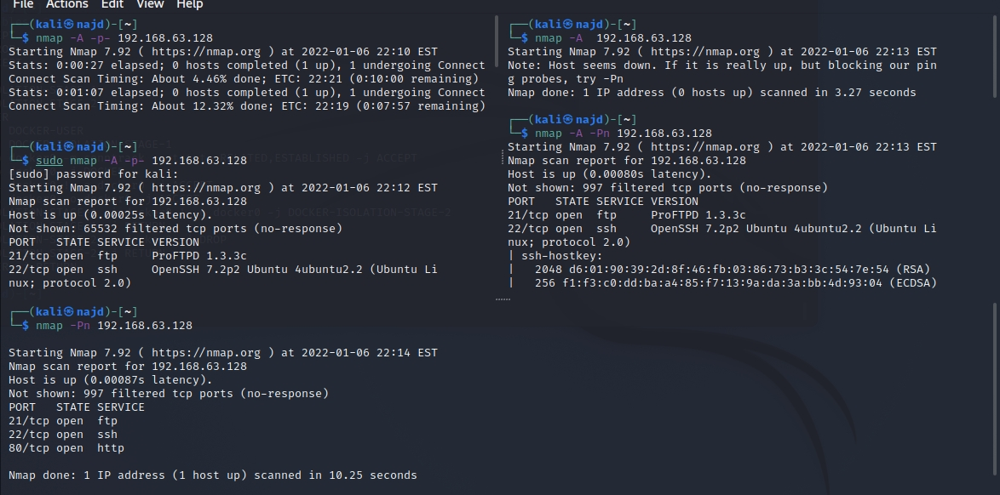 File Actions Edit View Help
┌──(kali㉿najd)-[~]
└─$ nmap -A -p- 192.168.63.128
Starting Nmap 7.92 ( https://nmap.org ) at 2022-01-06 22:10 EST
Stats: 0:00:27 elapsed; 0 hosts completed (1 up), 1 undergoing Connect
Connect Scan Timing: About 4.46% done; ETC: 22:21 (0:10:00 remaining)
Stats: 0:01:07 elapsed; 0 hosts completed (1 up), 1 undergoing Connect
Connect Scan Timing: About 12.32% done; ETC: 22:19 (0:07:57 remaining)
┌──(kali㉿najd)-[~]
└─$ sudo nmap -A -p- 192.168.63.128
[sudo] password for kali:
Starting Nmap 7.92 ( https://nmap.org ) at 2022-01-06 22:12 EST
Nmap scan report for 192.168.63.128
Host is up (0.00025s latency).
Not shown: 65532 filtered tcp ports (no-response)
PORT   STATE SERVICE VERSION
21/tcp open  ftp     ProFTPD 1.3.3c
22/tcp open  ssh     OpenSSH 7.2p2 Ubuntu 4ubuntu2.2 (Ubuntu Li
nux; protocol 2.0)
┌──(kali㉿najd)-[~]
└─$ nmap -A  192.168.63.128
Starting Nmap 7.92 ( https://nmap.org ) at 2022-01-06 22:13 EST
Note: Host seems down. If it is really up, but blocking our pin
g probes, try -Pn
Nmap done: 1 IP address (0 hosts up) scanned in 3.27 seconds
┌──(kali㉿najd)-[~]
└─$ nmap -A -Pn 192.168.63.128
Starting Nmap 7.92 ( https://nmap.org ) at 2022-01-06 22:13 EST
Nmap scan report for 192.168.63.128
Host is up (0.00080s latency).
Not shown: 997 filtered tcp ports (no-response)
PORT   STATE SERVICE VERSION
21/tcp open  ftp     ProFTPD 1.3.3c
22/tcp open  ssh     OpenSSH 7.2p2 Ubuntu 4ubuntu2.2 (Ubuntu Li
nux; protocol 2.0)
| ssh-hostkey:
|   2048 d6:01:90:39:2d:8f:46:fb:03:86:73:b3:3c:54:7e:54 (RSA)
|   256 f1:f3:c0:dd:ba:a4:85:f7:13:9a:da:3a:bb:4d:93:04 (ECDSA)
┌──(kali㉿najd)-[~]
└─$ nmap -Pn 192.168.63.128
Starting Nmap 7.92 ( https://nmap.org ) at 2022-01-06 22:14 EST
Nmap scan report for 192.168.63.128
Host is up (0.00087s latency).
Not shown: 997 filtered tcp ports (no-response)
PORT   STATE SERVICE
21/tcp open  ftp
22/tcp open  ssh
80/tcp open  http
Nmap done: 1 IP address (1 host up) scanned in 10.25 seconds